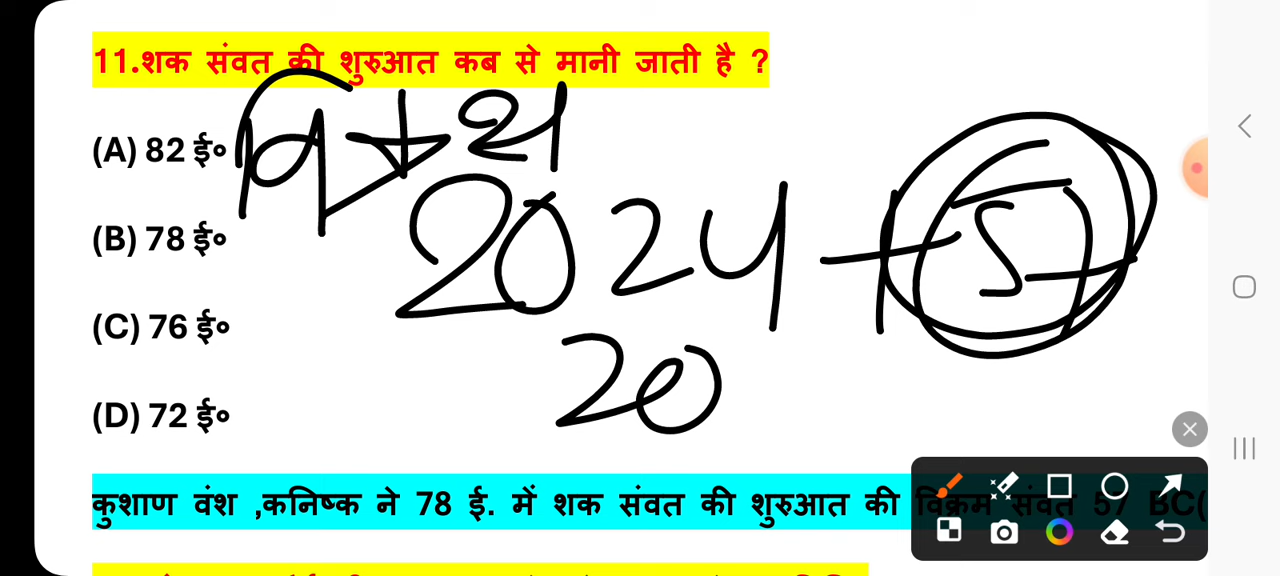 11.शक संवत की शुरुआत कब से मानी जाती है ?
(A) 82 ई०
(B) 78 ई०
(C) 76 ई०
(D) 72 ई०
2024 + 57
20
कुशाण वंश ,कनिष्क ने 78 ई. में शक संवत की शुरुआत की विक्रम संवत 57 BC(